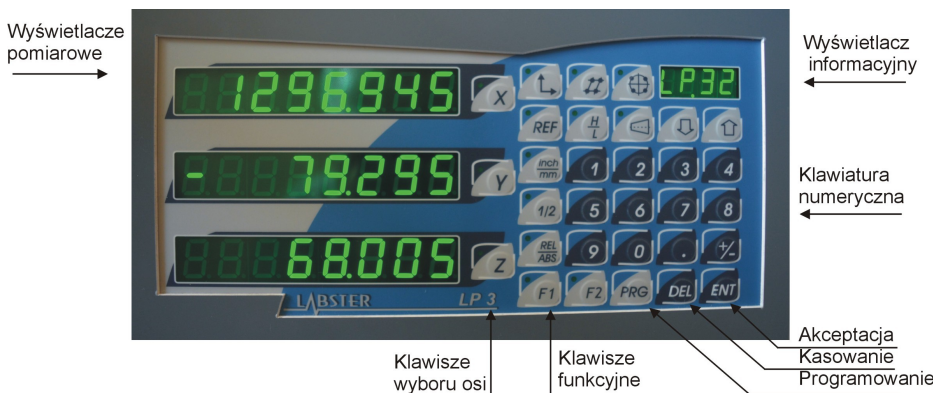 Wyświetlacze
pomiarowe
Wyświetlacz
informacyjny
1296.945
X
LP.32
REF
H
L
- 79.295
Y
inch
mm
1
2
3
4
Klawiatura
numeryczna
1/2
5
6
7
8
68.005
Z
REL
ABS
9
0
.
+/-
LABSTER
LP 3
F1
F2
PRG
DEL
ENT
Klawisze
wyboru osi
Klawisze
funkcyjne
Akceptacja
Kasowanie
Programowanie